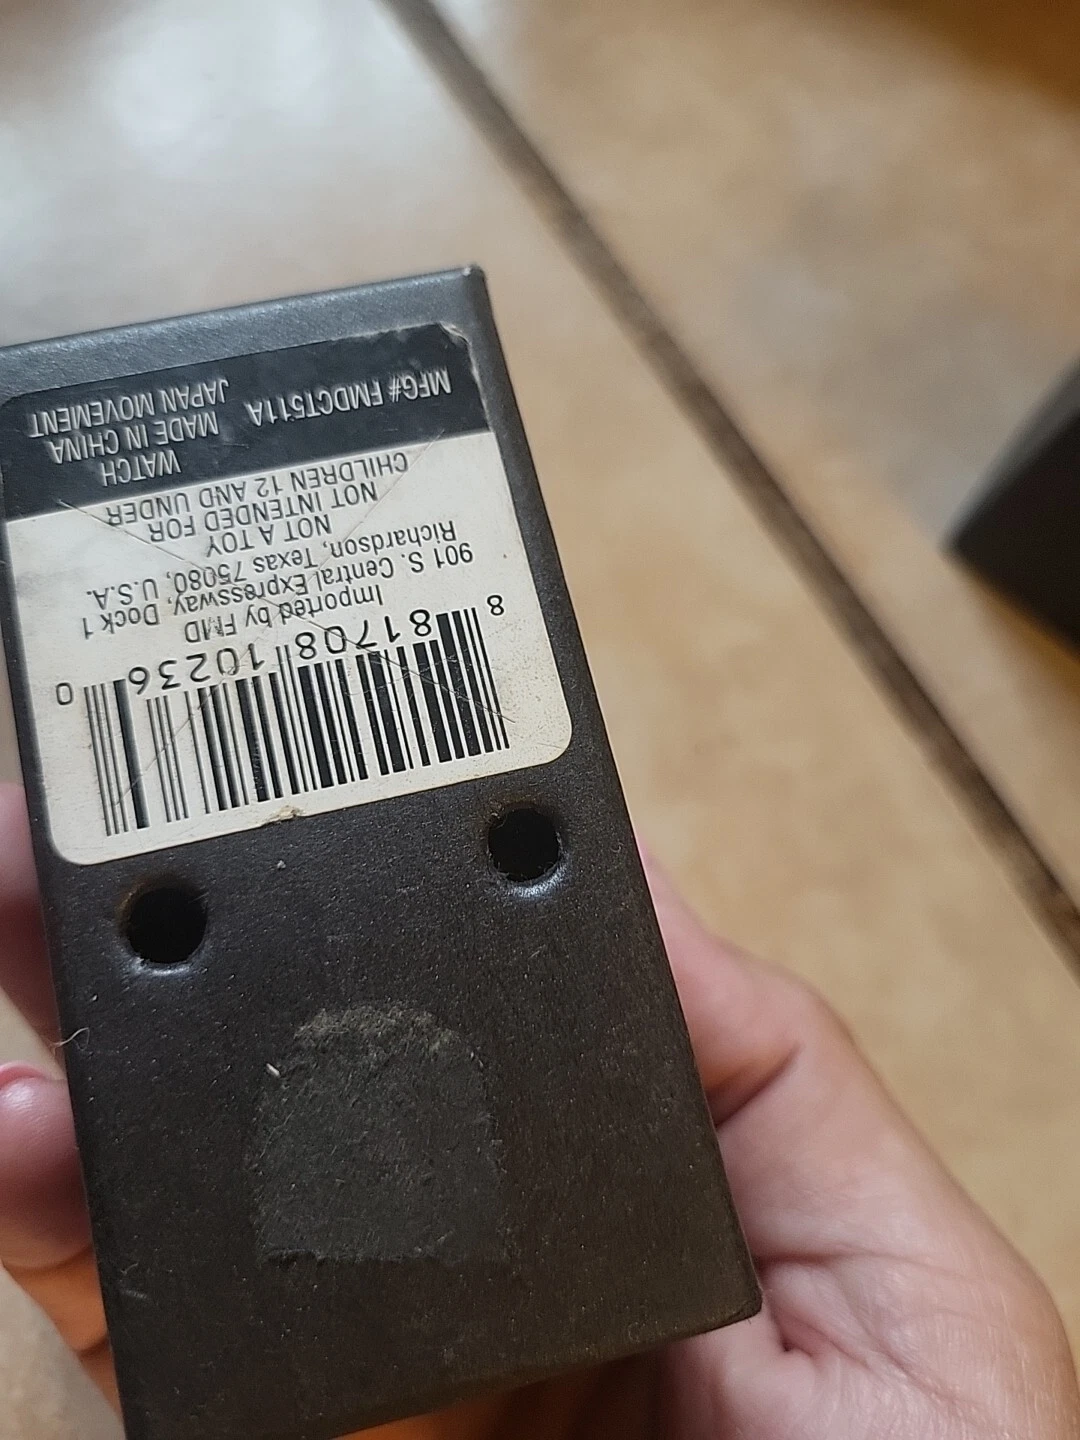 MFG# FMDCT511A
WATCH
MADE IN CHINA
JAPAN MOVEMENT
NOT A TOY
NOT INTENDED FOR
CHILDREN 12 AND UNDER
Imported by FMD
901 S. Central Expressway, Dock 1
Richardson, Texas 75080, U.S.A.
8 81708 10236 0